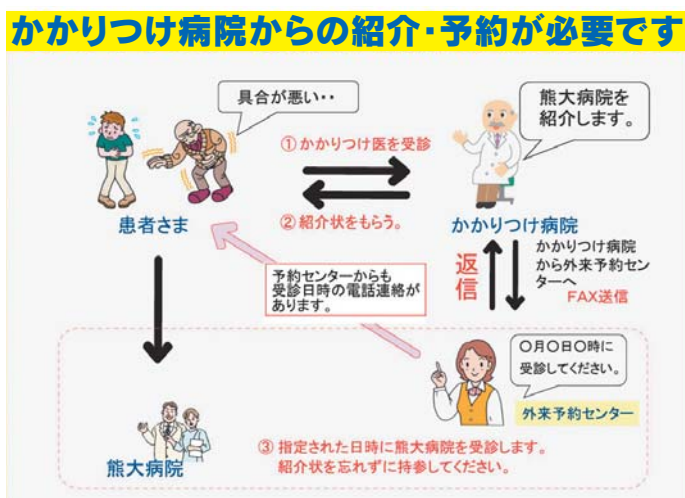 かかりつけ病院からの紹介・予約が必要です
具合が悪い・・
熊大病院を
紹介します。
① かかりつけ医を受診
② 紹介状をもらう。
患者さま
かかりつけ病院
返信
かかりつけ病院
から外来予約セン
ターへ
FAX送信
予約センターからも
受診日時の電話連絡が
あります。
〇月〇日〇時に
受診してください。
外来予約センター
③ 指定された日時に熊大病院を受診します。
紹介状を忘れずに持参してください。
熊大病院